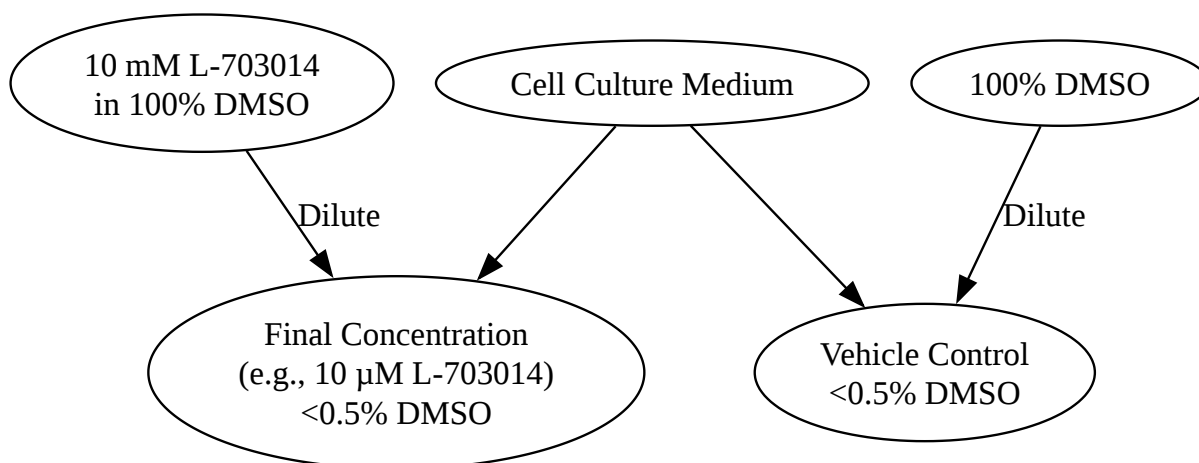 10 mM L-703014
in 100% DMSO
Cell Culture Medium
100% DMSO
Dilute
Dilute
Final Concentration
(e.g., 10 µM L-703014)
<0.5% DMSO
Vehicle Control
<0.5% DMSO